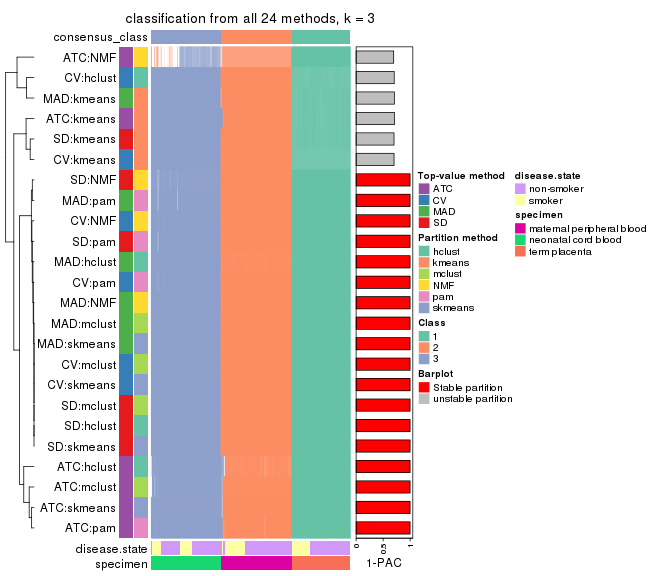 classification from all 24 methods, k = 3
consensus_class
ATC:NMF
CV:hclust
MAD:kmeans
ATC:kmeans
SD:kmeans
CV:kmeans
SD:NMF
MAD:pam
CV:NMF
SD:pam
MAD:hclust
CV:pam
MAD:NMF
MAD:mclust
MAD:skmeans
CV:mclust
CV:skmeans
SD:mclust
SD:hclust
SD:skmeans
ATC:hclust
ATC:mclust
ATC:skmeans
ATC:pam
disease.state
specimen
0
0.5
1
1-PAC
Top-value method
ATC
CV
MAD
SD
Partition method
hclust
kmeans
mclust
NMF
pam
skmeans
Class
1
2
3
Barplot
Stable partition
unstable partition
disease.state
non-smoker
smoker
specimen
maternal peripheral blood
neonatal cord blood
term placenta